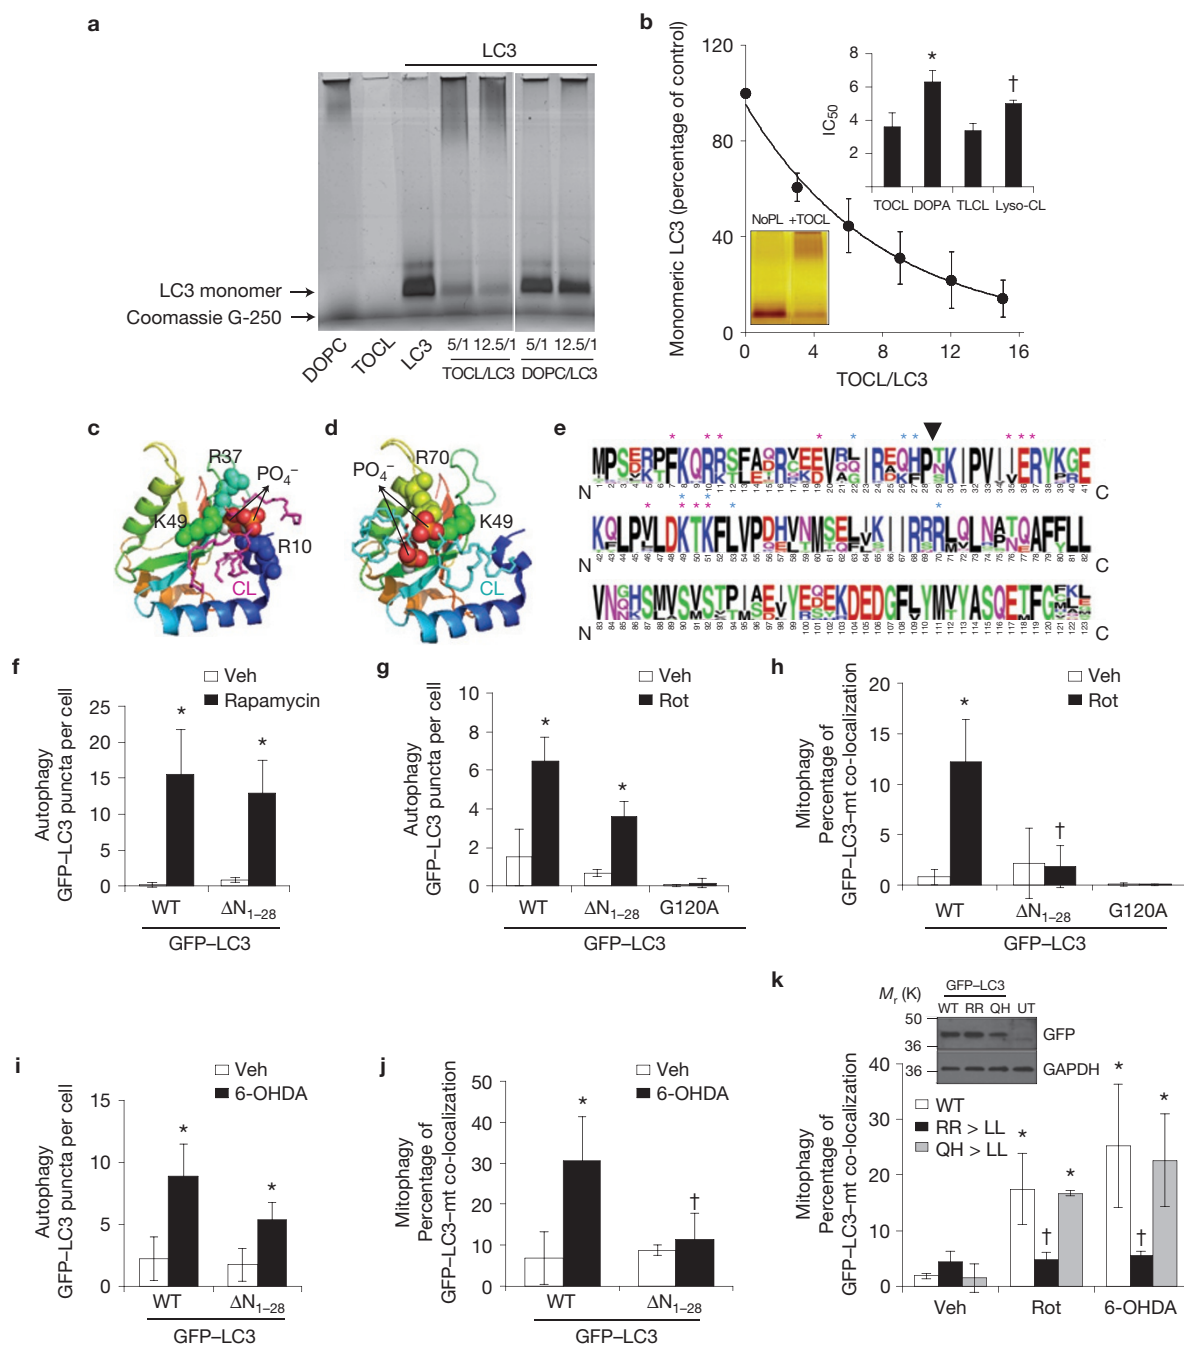 a
LC3
LC3 monomer
Coomassie G-250
DOPC
TOCL
LC3
5/1 12.5/1
5/1 12.5/1
TOCL/LC3
DOPC/LC3
b
Monomeric LC3 (percentage of control)
120
80
40
0
0 4 8 12 16
TOCL/LC3
NoPL +TOCL
IC50
8
6
4
2
*
†
TOCL DOPA TLCL Lyso-CL
c
R37
PO4−
K49
R10
CL
d
R70
PO4−
K49
CL
e
N
C
N
C
N
C
f
Veh
Rapamycin
Autophagy
GFP–LC3 puncta per cell
25
20
15
10
5
0
*
*
WT ΔN1–28
GFP–LC3
g
Veh
Rot
Autophagy
GFP–LC3 puncta per cell
10
8
6
4
2
0
*
*
WT ΔN1–28 G120A
GFP–LC3
h
Veh
Rot
Mitophagy
Percentage of
GFP–LC3–mt co-localization
20
15
10
5
0
*
†
WT ΔN1–28 G120A
GFP–LC3
i
Veh
6-OHDA
Autophagy
GFP–LC3 puncta per cell
15
10
5
0
*
*
WT ΔN1–28
GFP–LC3
j
Veh
6-OHDA
Mitophagy
Percentage of
GFP–LC3–mt co-localization
50
40
30
20
10
0
*
†
WT ΔN1–28
GFP–LC3
k
GFP–LC3
Mr (K)
WT RR QH UT
50
36
GFP
36
GAPDH
WT
RR > LL
QH > LL
Mitophagy
Percentage of
GFP–LC3–mt co-localization
40
30
20
10
0
*
†
*
*
†
*
Veh Rot 6-OHDA